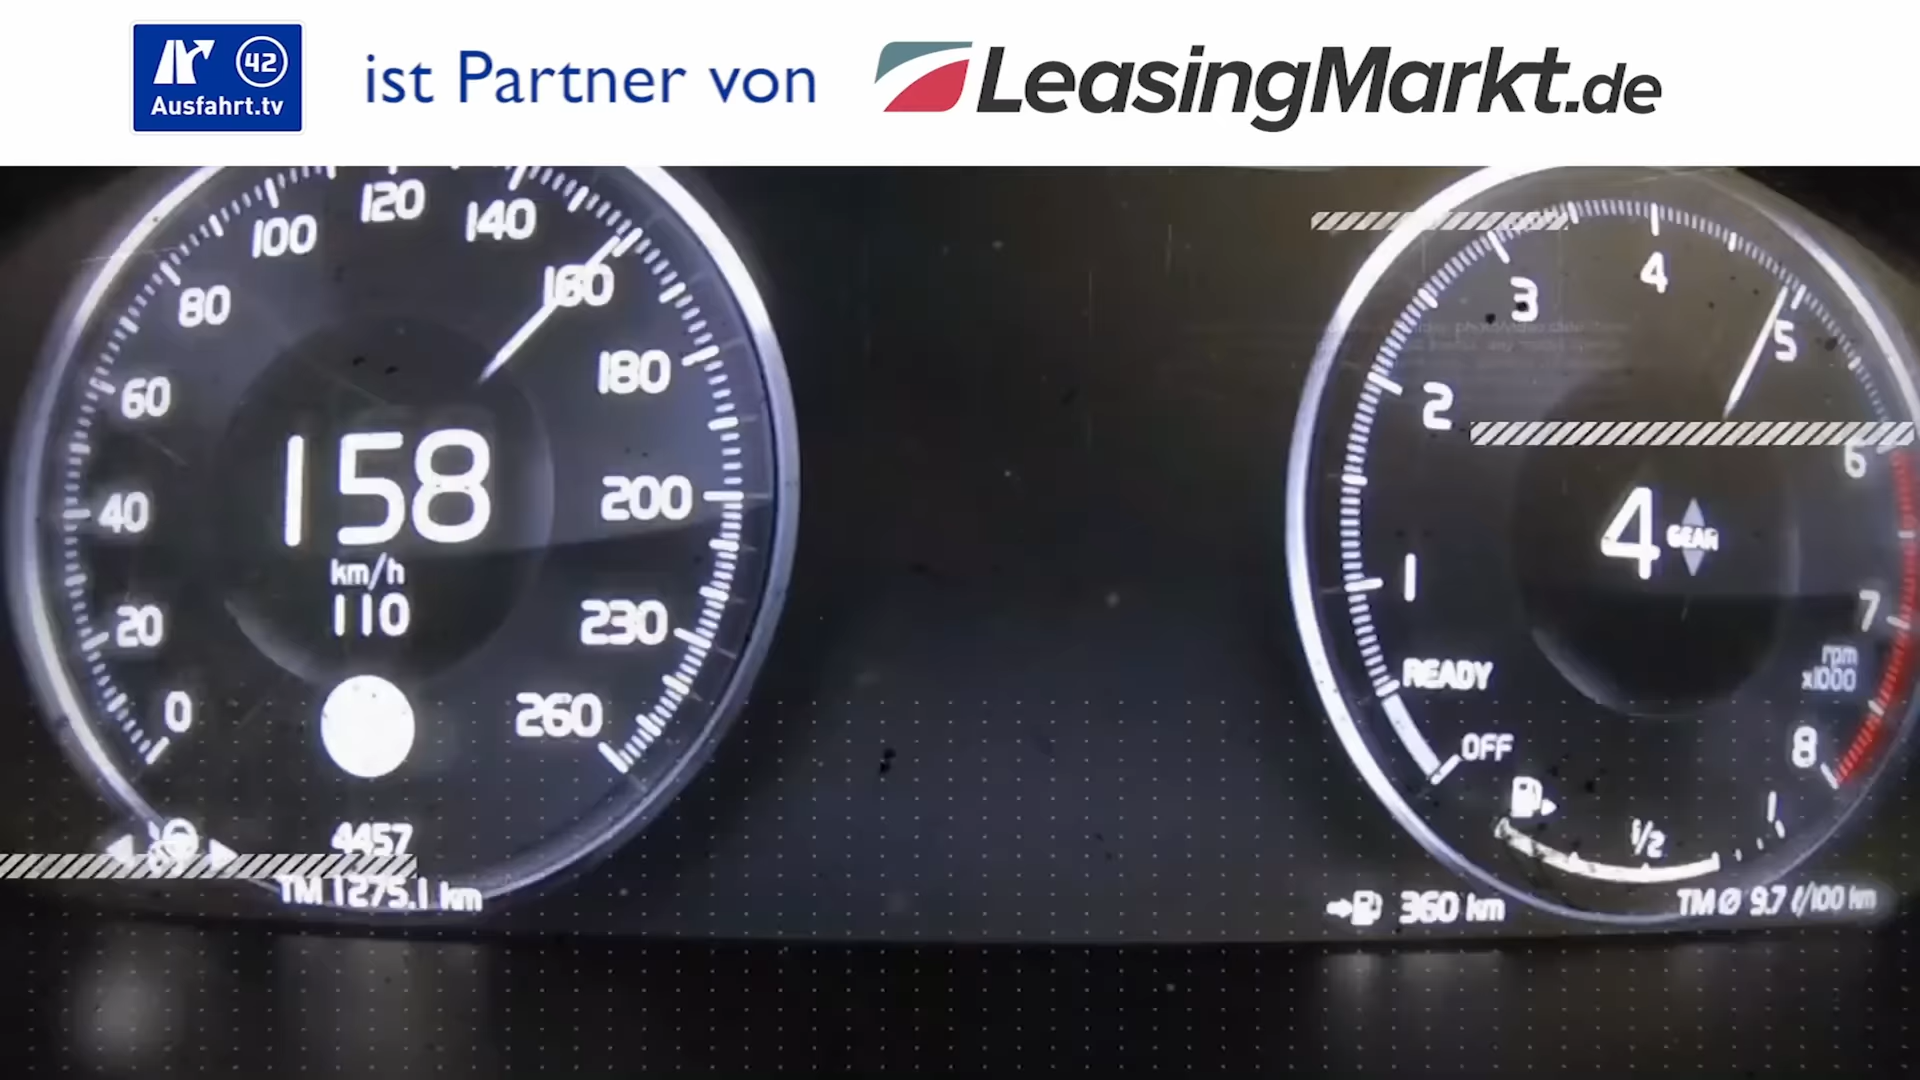 42
Ausfahrt.tv
ist Partner von
LeasingMarkt.de
0
20
40
60
80
100
120
140
160
180
200
230
260
158
km/h
110
4457
TM 1275.1 km
OFF
READY
1
2
3
4
5
6
7
8
4 GEAR
rpm
x1000
1/2
1
360 km
TM Ø 9.7 l/100 km